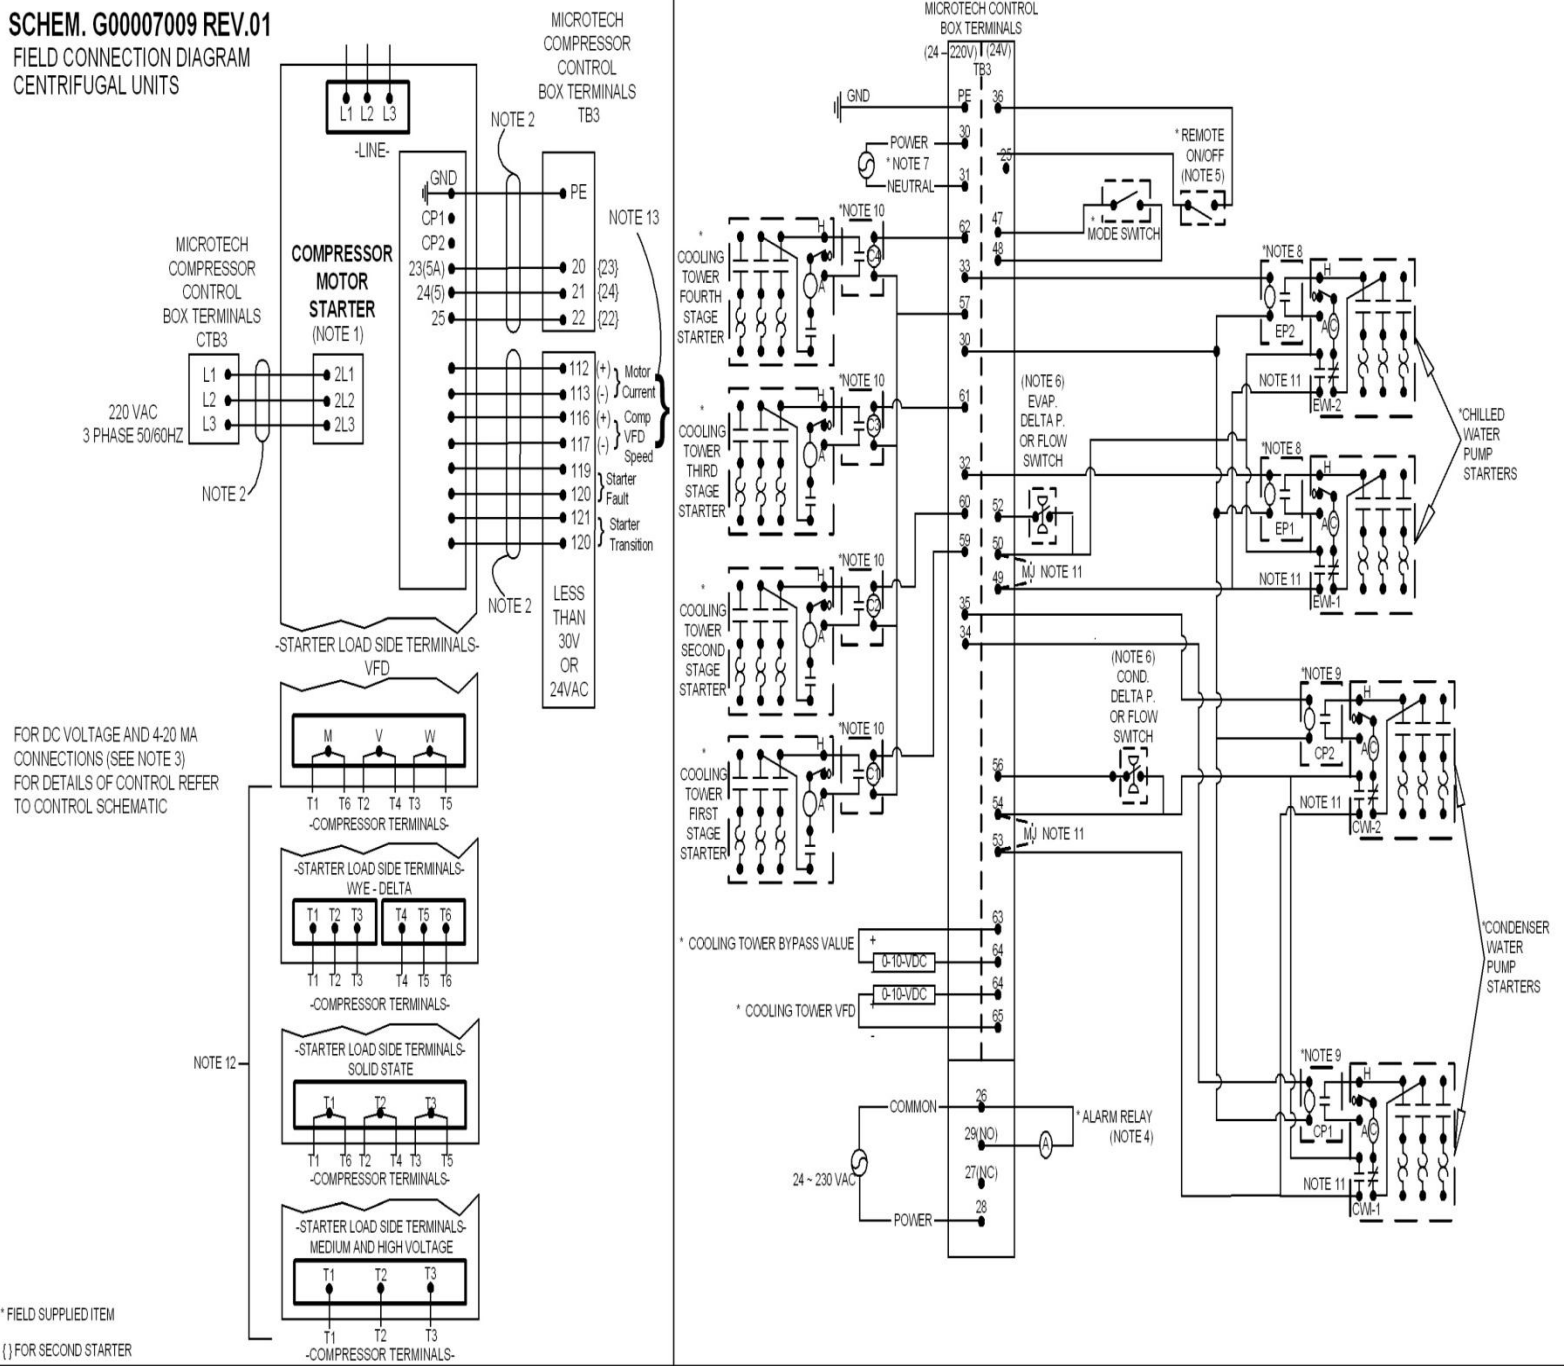 SCHEM. G00007009 REV.01
FIELD CONNECTION DIAGRAM
CENTRIFUGAL UNITS
L1 L2 L3
-LINE-
MICROTECH
COMPRESSOR
CONTROL
BOX TERMINALS
TB3
NOTE 2
GND
PE
CP1
CP2
23(5A)
20 {23}
24(5)
21 {24}
25
22 {22}
NOTE 13
MICROTECH
COMPRESSOR
CONTROL
BOX TERMINALS
CTB3
COMPRESSOR
MOTOR
STARTER
(NOTE 1)
L1
L2
L3
2L1
2L2
2L3
220 VAC
3 PHASE 50/60HZ
NOTE 2
112 (+)
113 (-)
Motor
Current
116 (+)
117 (-)
Comp
VFD
Speed
119
120
Starter
Fault
121
120
Starter
Transition
NOTE 2
LESS
THAN
30V
OR
24VAC
-STARTER LOAD SIDE TERMINALS-
VFD
M V W
T1 T6 T2 T4 T3 T5
-COMPRESSOR TERMINALS-
FOR DC VOLTAGE AND 4-20 MA
CONNECTIONS (SEE NOTE 3)
FOR DETAILS OF CONTROL REFER
TO CONTROL SCHEMATIC
-STARTER LOAD SIDE TERMINALS-
WYE - DELTA
T1 T2 T3 T4 T5 T6
T1 T2 T3 T4 T5 T6
-COMPRESSOR TERMINALS-
NOTE 12
-STARTER LOAD SIDE TERMINALS-
SOLID STATE
T1 T2 T3
T1 T6 T2 T4 T3 T5
-COMPRESSOR TERMINALS-
-STARTER LOAD SIDE TERMINALS-
MEDIUM AND HIGH VOLTAGE
T1 T2 T3
T1 T2 T3
-COMPRESSOR TERMINALS-
* FIELD SUPPLIED ITEM
{ } FOR SECOND STARTER
MICROTECH CONTROL
BOX TERMINALS
(24 - 220V) (24V)
TB3
GND
PE
36
POWER
30
* NOTE 7
NEUTRAL
31
25
* REMOTE
ON/OFF
(NOTE 5)
47
*
MODE SWITCH
48
62
33
57
30
61
32
60
52
59
50
49
35
34
56
54
53
63
64
64
65
*
COOLING
TOWER
FOURTH
STAGE
STARTER
H
A
*NOTE 10
C4
*
COOLING
TOWER
THIRD
STAGE
STARTER
H
A
*NOTE 10
C3
*
COOLING
TOWER
SECOND
STAGE
STARTER
H
A
*NOTE 10
C2
*
COOLING
TOWER
FIRST
STAGE
STARTER
H
A
*NOTE 10
C1
(NOTE 6)
EVAP.
DELTA P.
OR FLOW
SWITCH
MJ NOTE 11
*NOTE 8
EP2
H
A C
NOTE 11
EWI-2
*NOTE 8
EP1
H
A C
NOTE 11
EWI-1
*CHILLED
WATER
PUMP
STARTERS
(NOTE 6)
COND.
DELTA P.
OR FLOW
SWITCH
MJ NOTE 11
*NOTE 9
CP2
H
A C
NOTE 11
CWI-2
*NOTE 9
CP1
H
A C
NOTE 11
CWI-1
*CONDENSER
WATER
PUMP
STARTERS
* COOLING TOWER BYPASS VALUE
+
0-10-VDC
-
0-10-VDC
+
* COOLING TOWER VFD
-
COMMON
26
29(NO)
A
* ALARM RELAY
(NOTE 4)
27(NC)
24 ~ 230 VAC
28
POWER